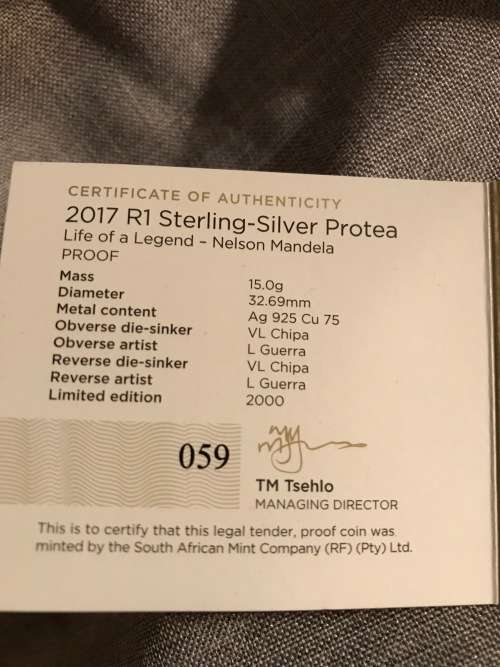 CERTIFICATE OF AUTHENTICITY
2017 R1 Sterling-Silver Protea
Life of a Legend – Nelson Mandela
PROOF
Mass 15.0g
Diameter 32.69mm
Metal content Ag 925 Cu 75
Obverse die-sinker VL Chipa
Obverse artist L Guerra
Reverse die-sinker VL Chipa
Reverse artist L Guerra
Limited edition 2000
059
TM Tsehlo
MANAGING DIRECTOR
This is to certify that this legal tender, proof coin was
minted by the South African Mint Company (RF) (Pty) Ltd.